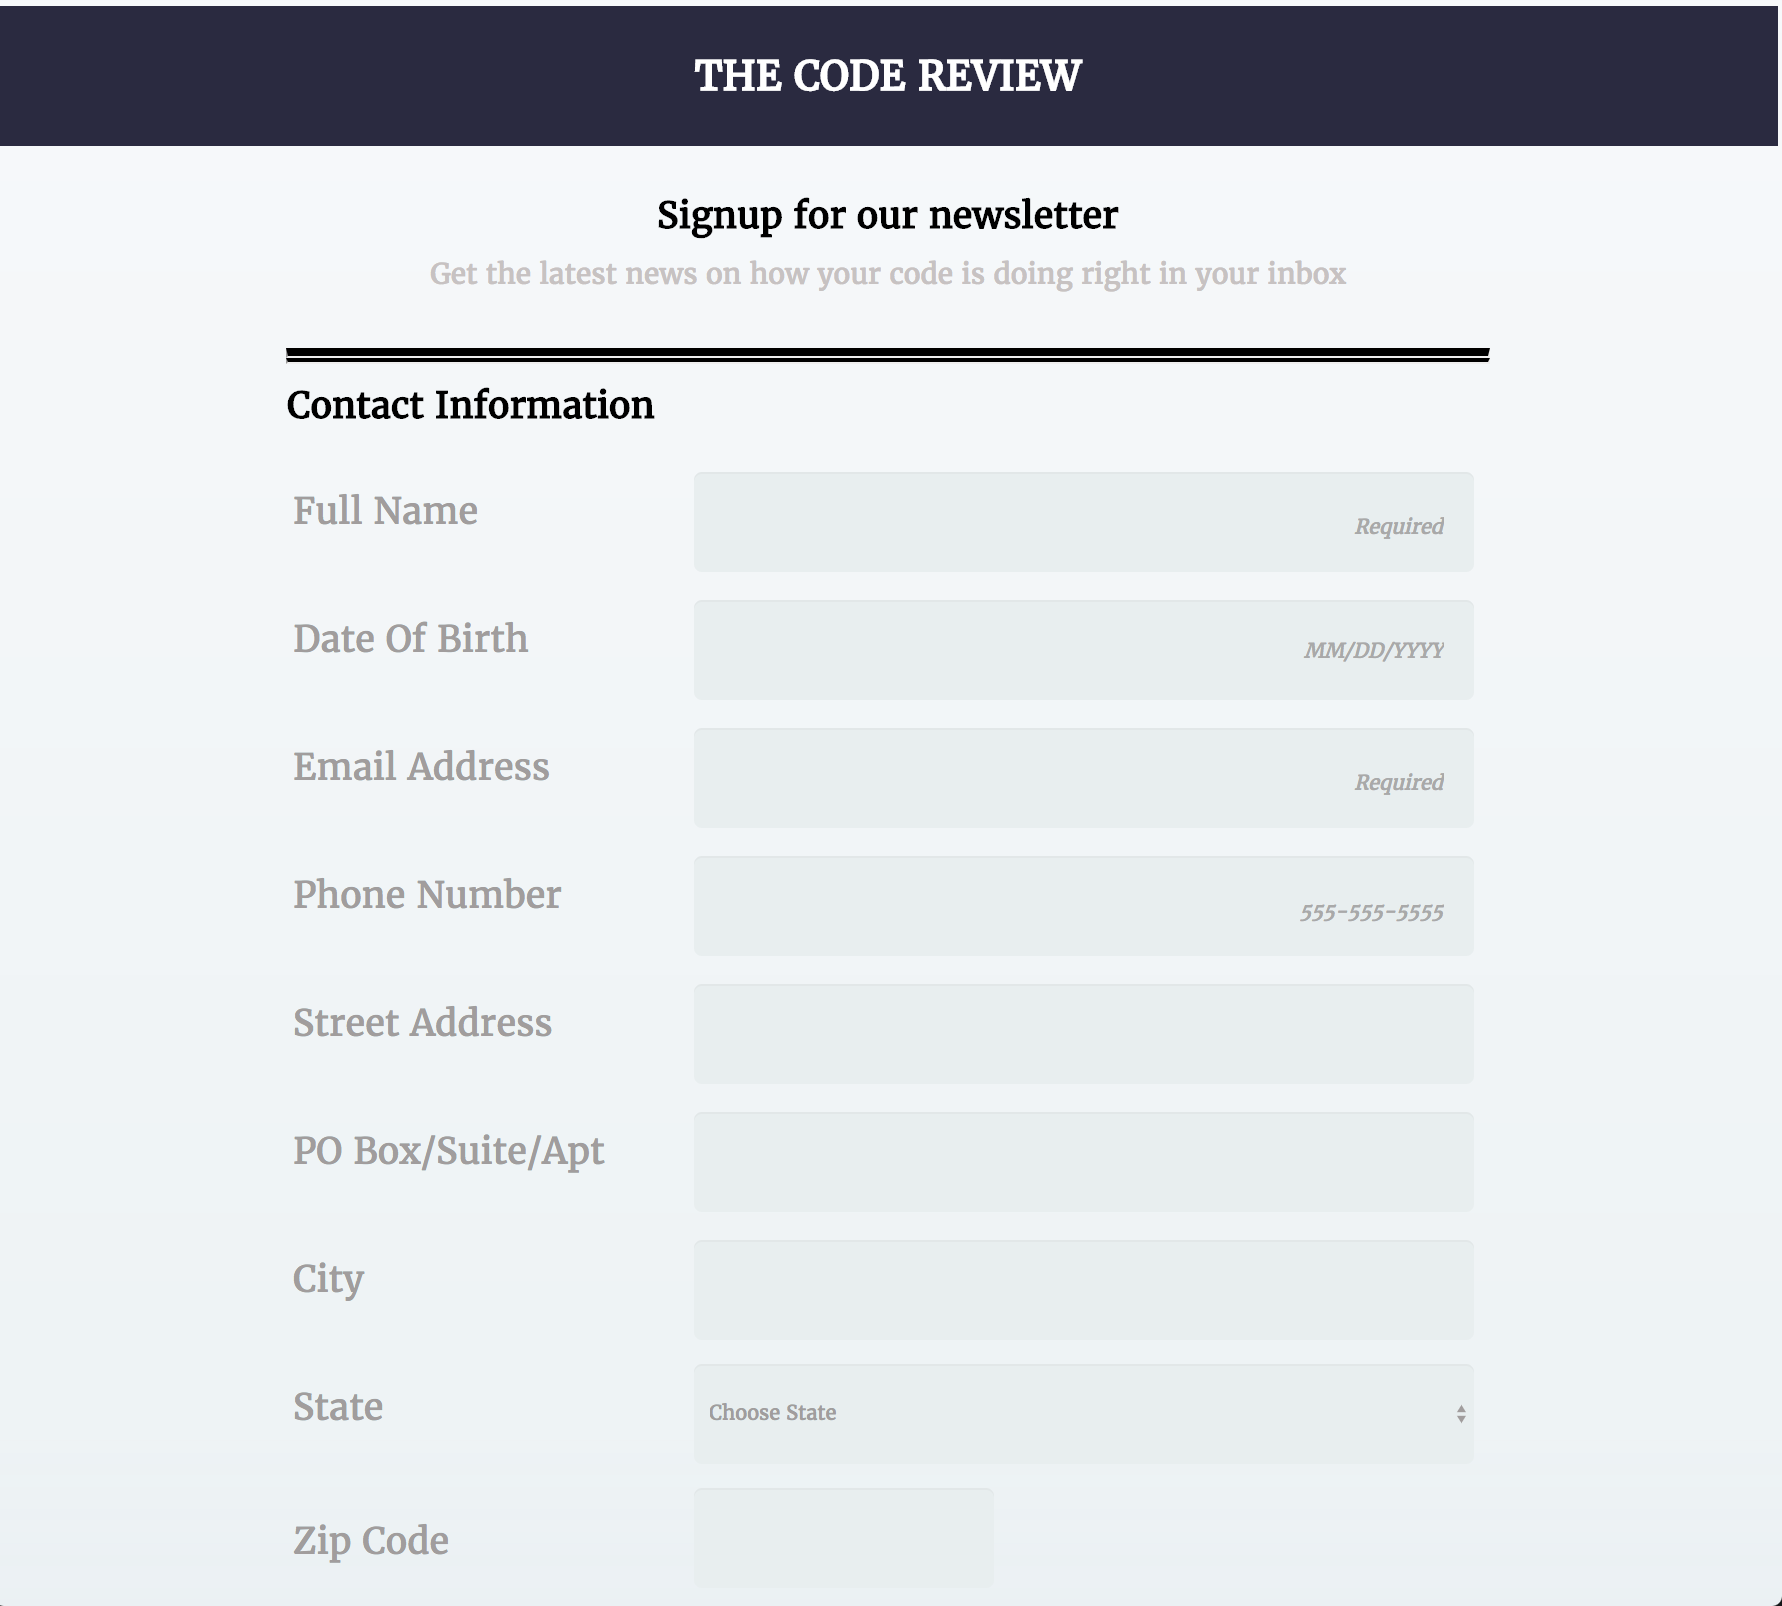 THE CODE REVIEW
Signup for our newsletter
Get the latest news on how your code is doing right in your inbox
Contact Information
Full Name
Required
Date Of Birth
MM/DD/YYYY
Email Address
Required
Phone Number
555-555-5555
Street Address
PO Box/Suite/Apt
City
State
Choose State
Zip Code